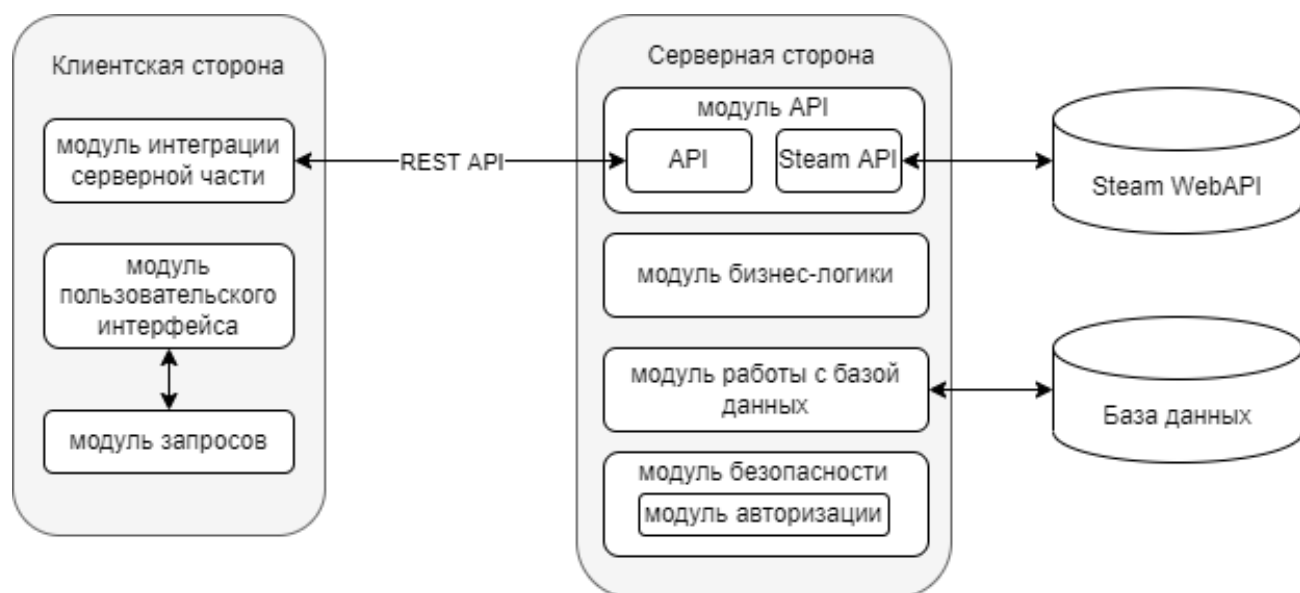 Клиентская сторона
модуль интеграции
серверной части
модуль
пользовательского
интерфейса
модуль запросов
REST API
Серверная сторона
модуль API
API
Steam API
модуль бизнес-логики
модуль работы с базой
данных
модуль безопасности
модуль авторизации
Steam WebAPI
База данных